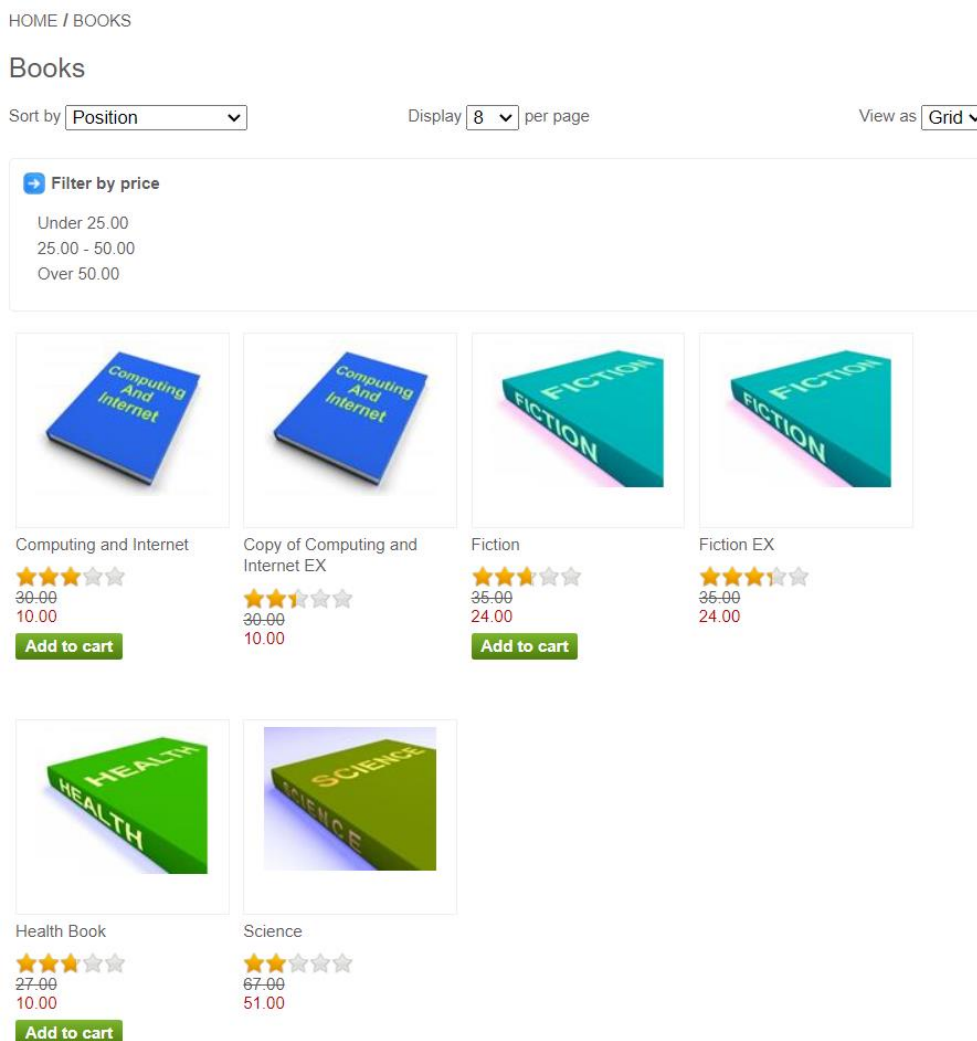 HOME / BOOKS
Books
Sort by Position
Display 8 per page
View as Grid
Filter by price
Under 25.00
25.00 - 50.00
Over 50.00
Computing
And
Internet
Computing
And
Internet
FICTION
FICTION
FICTION
FICTION
Computing and Internet
30.00
10.00
Add to cart
Copy of Computing and
Internet EX
30.00
10.00
Fiction
35.00
24.00
Add to cart
Fiction EX
35.00
24.00
HEALTH
HEALTH
SCIENCE
SCIENCE
Health Book
27.00
10.00
Add to cart
Science
67.00
51.00